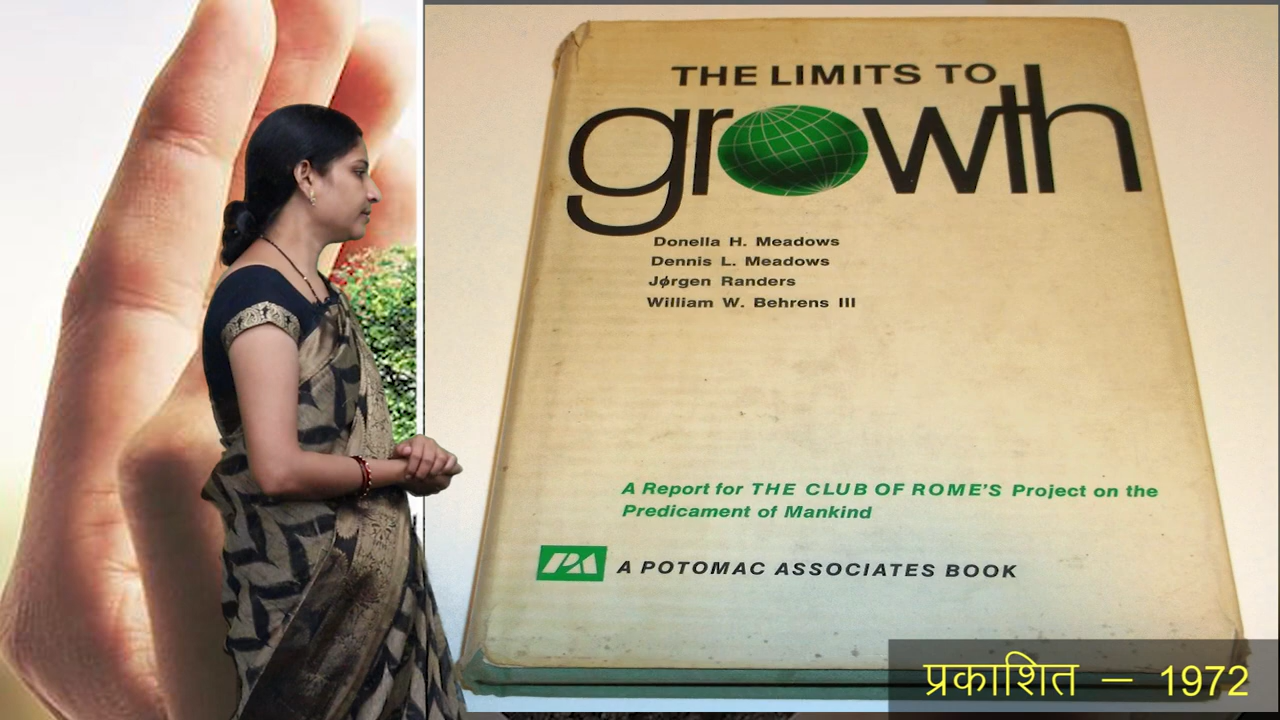 THE LIMITS TO
growth
Donella H. Meadows
Dennis L. Meadows
Jørgen Randers
William W. Behrens III
A Report for THE CLUB OF ROME'S Project on the
Predicament of Mankind
PA A POTOMAC ASSOCIATES BOOK
प्रकाशित – 1972